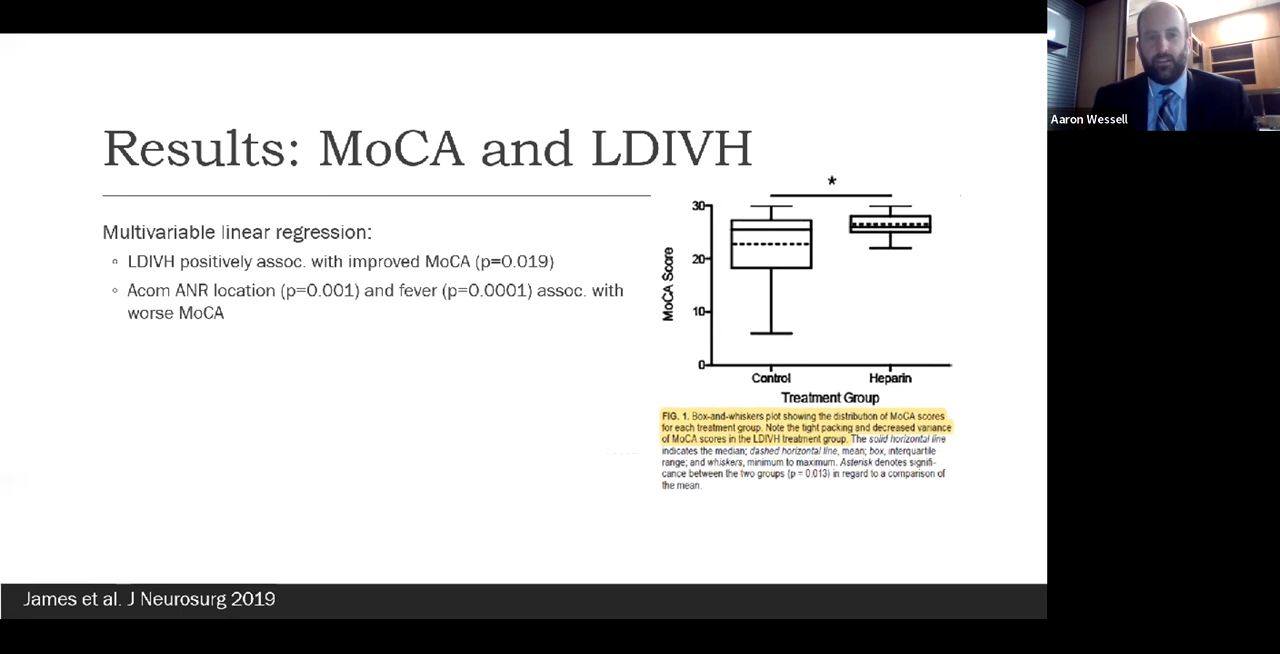 Aaron Wessell
Results: MoCA and LDIVH
Multivariable linear regression:
◦ LDIVH positively assoc. with improved MoCA (p=0.019)
◦ Acom ANR location (p=0.001) and fever (p=0.0001) assoc. with
worse MoCA
*
30
20
10
0
MoCA Score
Control Heparin
Treatment Group
FIG. 1. Box-and-whiskers plot showing the distribution of MoCA scores
for each treatment group. Note the tight packing and decreased variance
of MoCA scores in the LDIVH treatment group. The solid horizontal line
indicates the median; dashed horizontal line, mean; box, interquartile
range; and whiskers, minimum to maximum. Asterisk denotes signifi-
cance between the two groups (p = 0.013) in regard to a comparison of
the mean.
James et al. J Neurosurg 2019